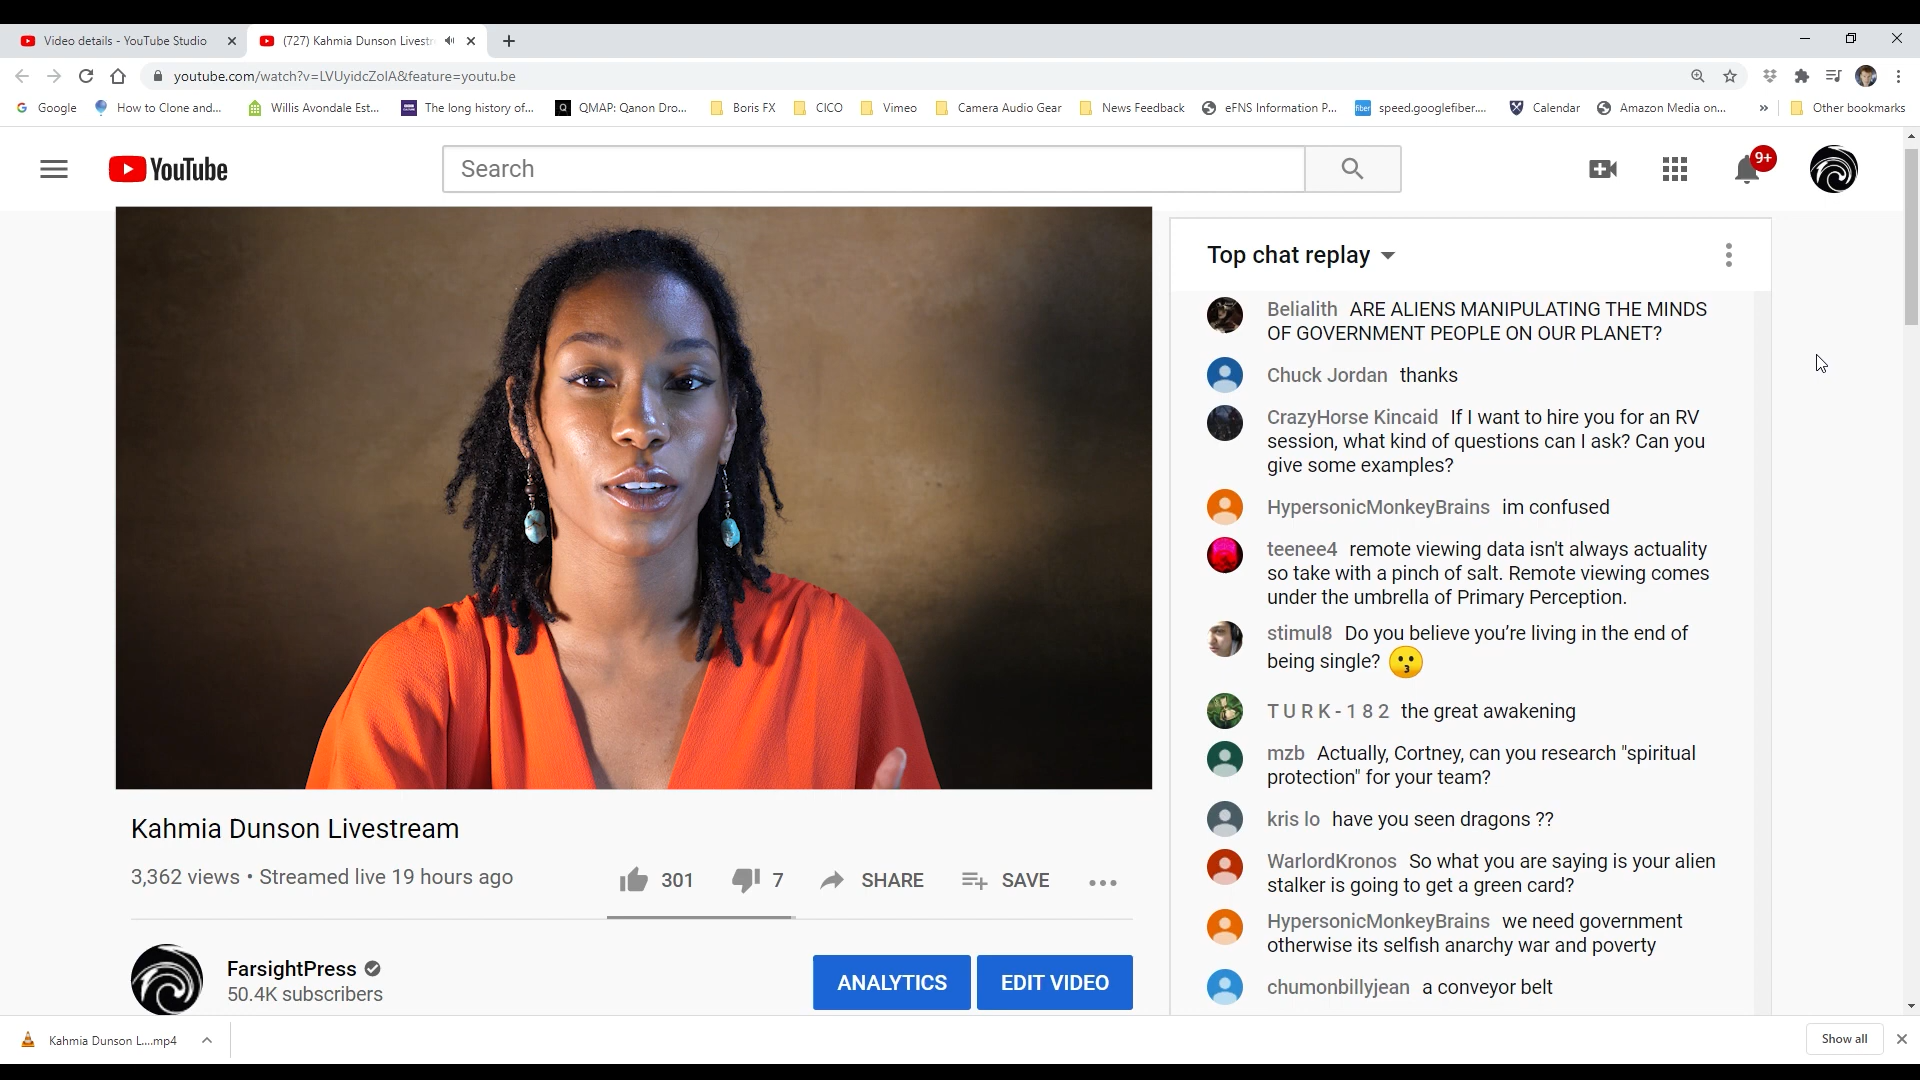 Video details - YouTube Studio
(727) Kahmia Dunson Livestr
youtube.com/watch?v=LVUyidcZolA&feature=youtu.be
Google
How to Clone and...
Willis Avondale Est...
The long history of...
QMAP: Qanon Dro...
Boris FX
CICO
Vimeo
Camera Audio Gear
News Feedback
eFNS Information P...
fiber
speed.googlefiber....
Calendar
Amazon Media on...
»
Other bookmarks
YouTube
Search
9+
Top chat replay
Belialith ARE ALIENS MANIPULATING THE MINDS
OF GOVERNMENT PEOPLE ON OUR PLANET?
Chuck Jordan thanks
CrazyHorse Kincaid If I want to hire you for an RV
session, what kind of questions can I ask? Can you
give some examples?
HypersonicMonkeyBrains im confused
teenee4 remote viewing data isn't always actuality
so take with a pinch of salt. Remote viewing comes
under the umbrella of Primary Perception.
stimul8 Do you believe you’re living in the end of
being single? 😗
T U R K - 1 8 2 the great awakening
mzb Actually, Cortney, can you research "spiritual
protection" for your team?
kris lo have you seen dragons ??
WarlordKronos So what you are saying is your alien
stalker is going to get a green card?
HypersonicMonkeyBrains we need government
otherwise its selfish anarchy war and poverty
chumonbillyjean a conveyor belt
Kahmia Dunson Livestream
3,362 views • Streamed live 19 hours ago
301
7
SHARE
SAVE
FarsightPress
50.4K subscribers
ANALYTICS
EDIT VIDEO
Kahmia Dunson L....mp4
Show all